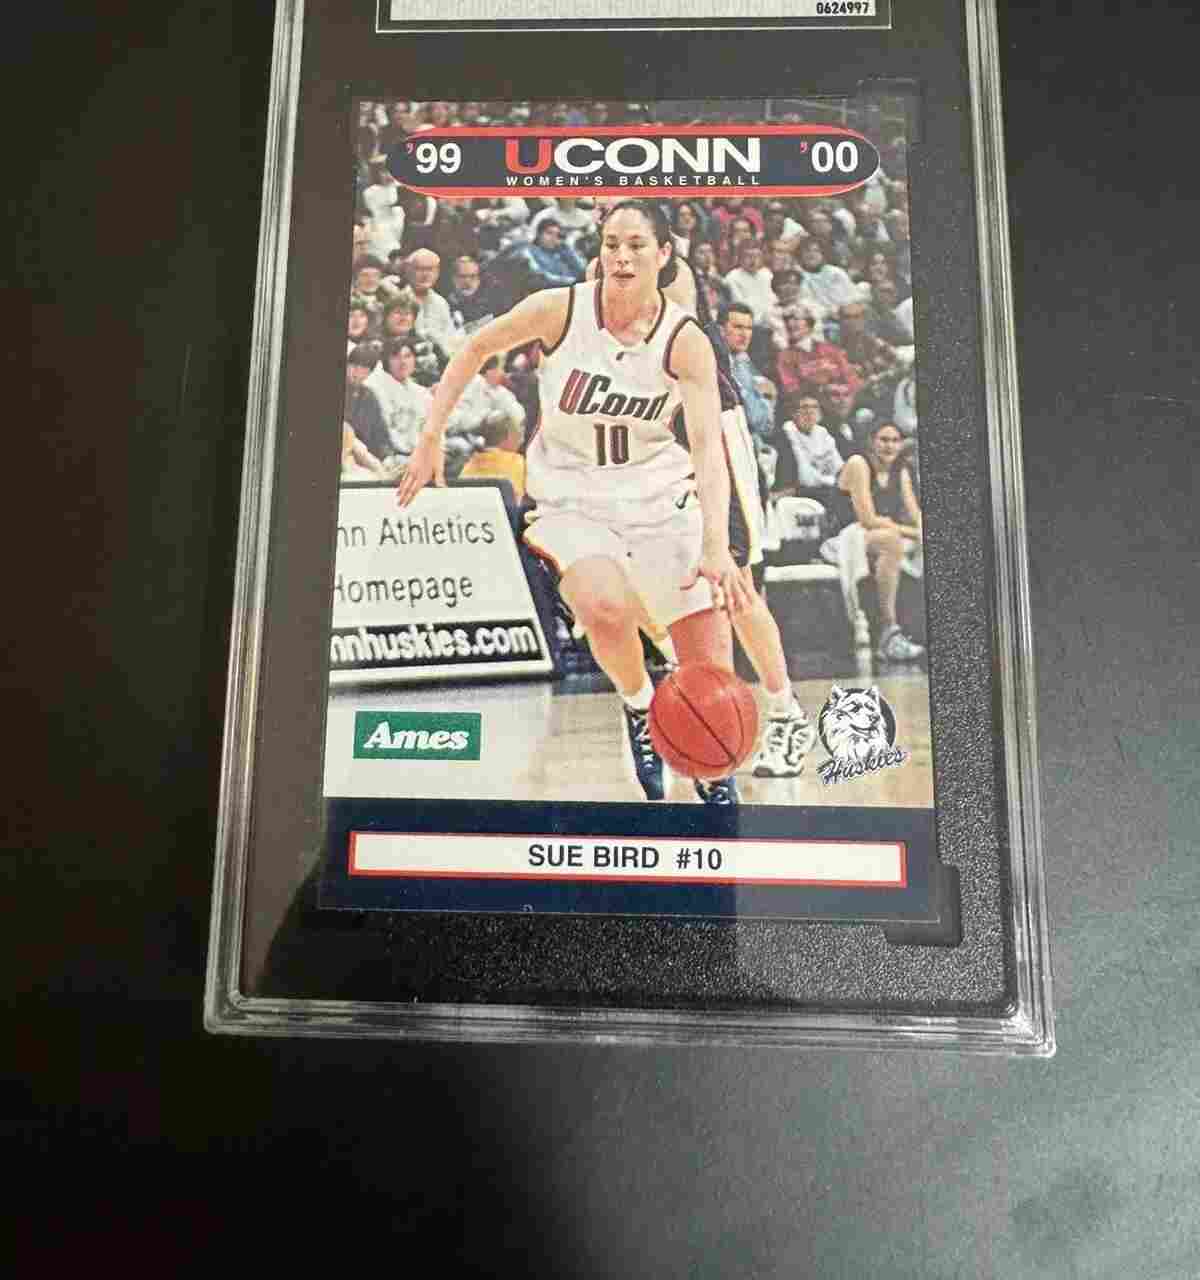 0624997
'99 UCONN '00
WOMEN'S BASKETBALL
UConn
10
nn Athletics
Homepage
nnhuskies.com
Ames
Huskies
SUE BIRD #10